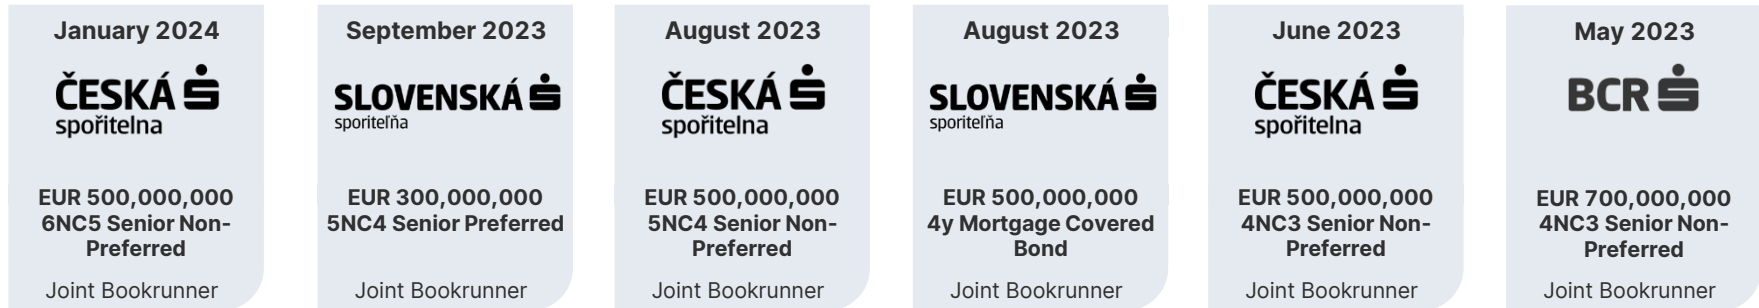 January 2024
ČESKÁ
spořitelna
EUR 500,000,000
6NC5 Senior Non-
Preferred
Joint Bookrunner
September 2023
SLOVENSKÁ
sporiteľňa
EUR 300,000,000
5NC4 Senior Preferred
Joint Bookrunner
August 2023
ČESKÁ
spořitelna
EUR 500,000,000
5NC4 Senior Non-
Preferred
Joint Bookrunner
August 2023
SLOVENSKÁ
sporiteľňa
EUR 500,000,000
4y Mortgage Covered
Bond
Joint Bookrunner
June 2023
ČESKÁ
spořitelna
EUR 500,000,000
4NC3 Senior Non-
Preferred
Joint Bookrunner
May 2023
BCR
EUR 700,000,000
4NC3 Senior Non-
Preferred
Joint Bookrunner